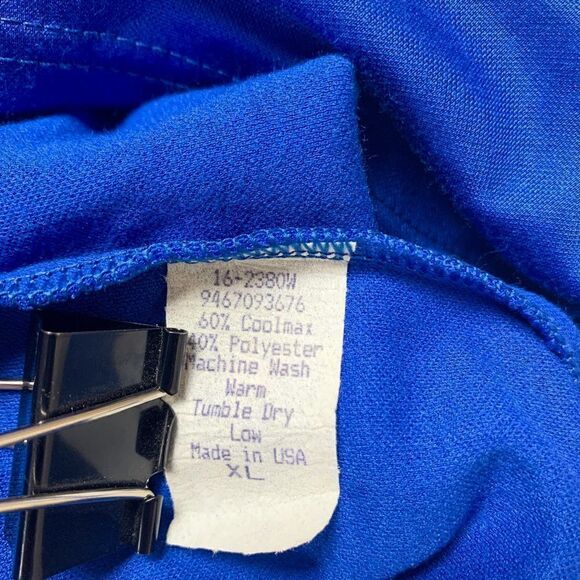 16+2380W
9467093676
60% Coolmax
40% Polyester
Machine Wash
Warm
Tumble Dry
Low
Made in USA
XL